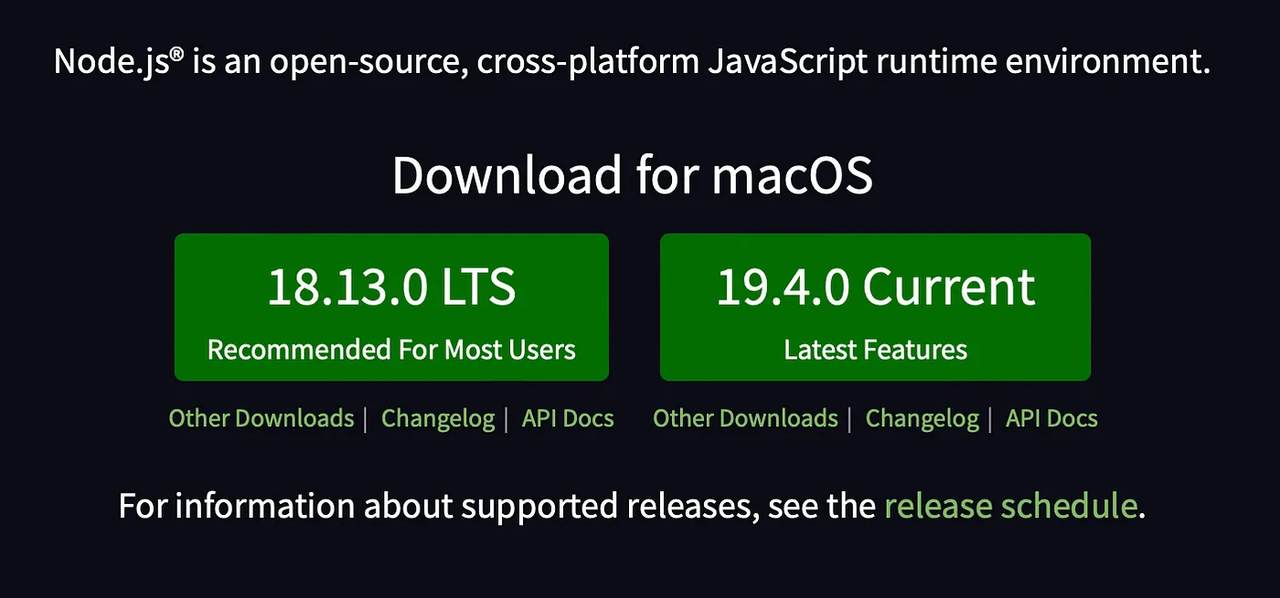 Node.js® is an open-source, cross-platform JavaScript runtime environment.
Download for macOS
18.13.0 LTS
Recommended For Most Users
19.4.0 Current
Latest Features
Other Downloads | Changelog | API Docs
Other Downloads | Changelog | API Docs
For information about supported releases, see the release schedule.